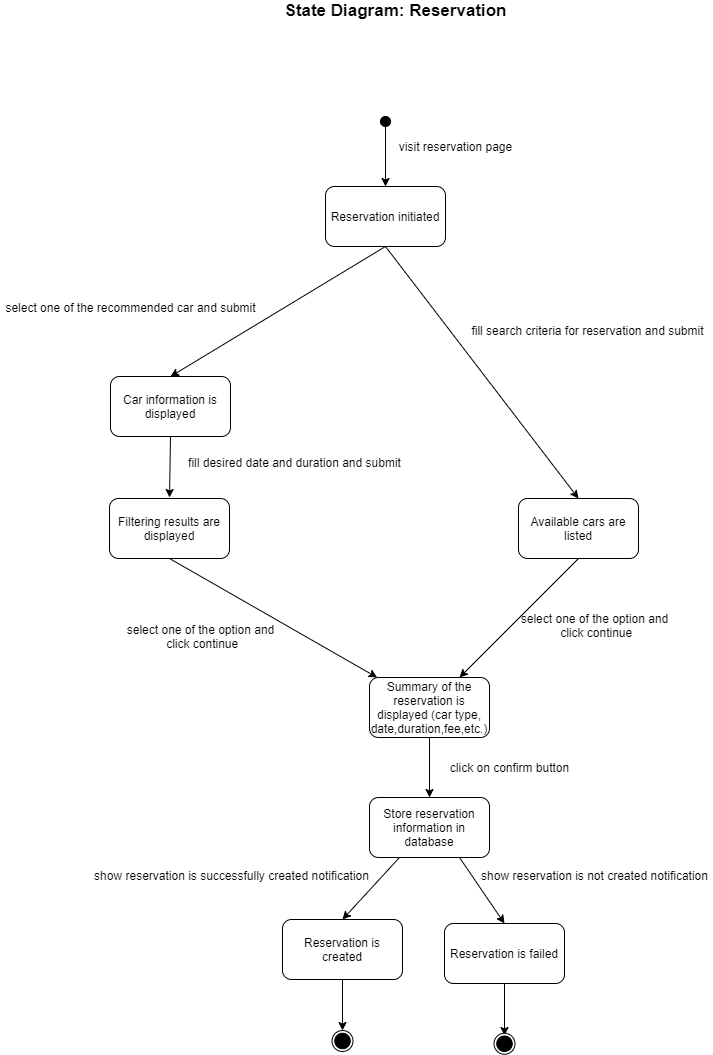 State Diagram: Reservation
visit reservation page
Reservation initiated
select one of the recommended car and submit
fill search criteria for reservation and submit
Car information is
displayed
fill desired date and duration and submit
Filtering results are
displayed
Available cars are
listed
select one of the option and
click continue
select one of the option and
click continue
Summary of the
reservation is
displayed (car type,
date,duration,fee,etc.)
click on confirm button
Store reservation
information in
database
show reservation is successfully created notification
show reservation is not created notification
Reservation is
created
Reservation is failed